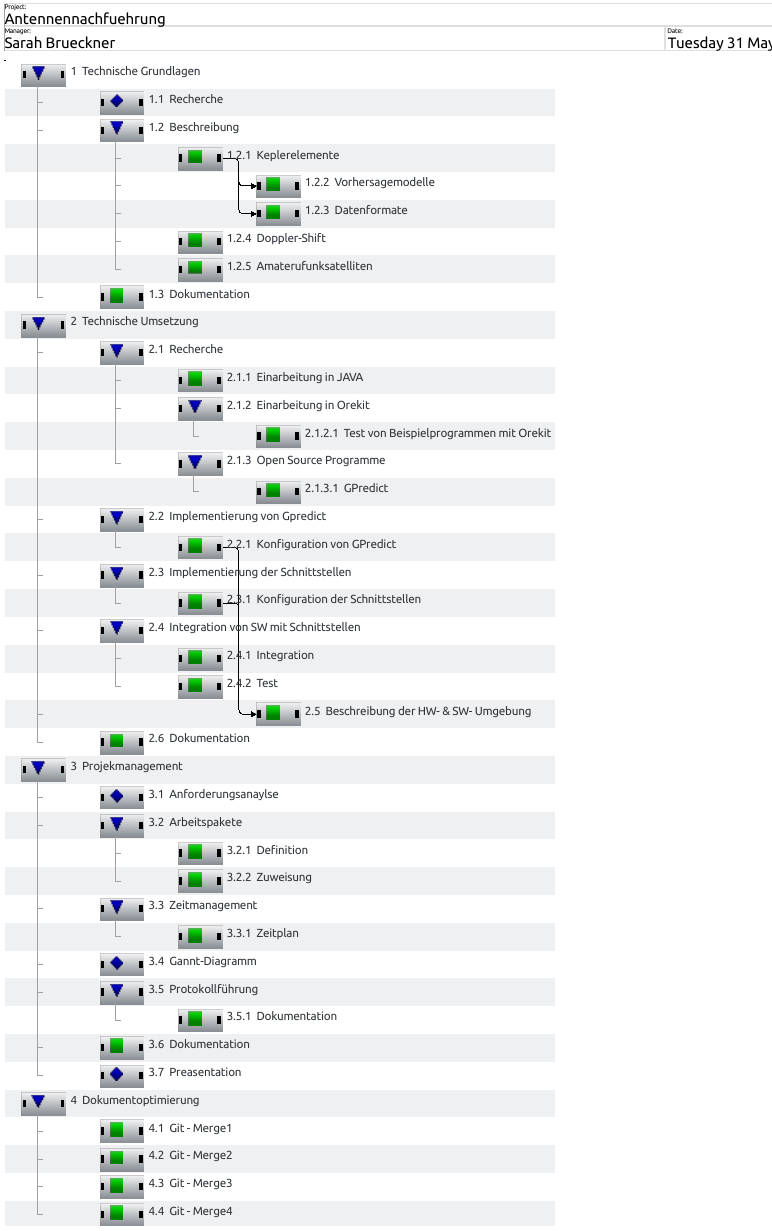 Project:
Antennennachfuehrung
Manager:
Sarah Brueckner
Date:
Tuesday 31 May
1 Technische Grundlagen
1.1 Recherche
1.2 Beschreibung
1.2.1 Keplerelemente
1.2.2 Vorhersagemodelle
1.2.3 Datenformate
1.2.4 Doppler-Shift
1.2.5 Amaterufunksatelliten
1.3 Dokumentation
2 Technische Umsetzung
2.1 Recherche
2.1.1 Einarbeitung in JAVA
2.1.2 Einarbeitung in Orekit
2.1.2.1 Test von Beispielprogrammen mit Orekit
2.1.3 Open Source Programme
2.1.3.1 GPredict
2.2 Implementierung von Gpredict
2.2.1 Konfiguration von GPredict
2.3 Implementierung der Schnittstellen
2.3.1 Konfiguration der Schnittstellen
2.4 Integration von SW mit Schnittstellen
2.4.1 Integration
2.4.2 Test
2.5 Beschreibung der HW- & SW- Umgebung
2.6 Dokumentation
3 Projekmanagement
3.1 Anforderungsanaylse
3.2 Arbeitspakete
3.2.1 Definition
3.2.2 Zuweisung
3.3 Zeitmanagement
3.3.1 Zeitplan
3.4 Gannt-Diagramm
3.5 Protokollführung
3.5.1 Dokumentation
3.6 Dokumentation
3.7 Preasentation
4 Dokumentoptimierung
4.1 Git - Merge1
4.2 Git - Merge2
4.3 Git - Merge3
4.4 Git - Merge4